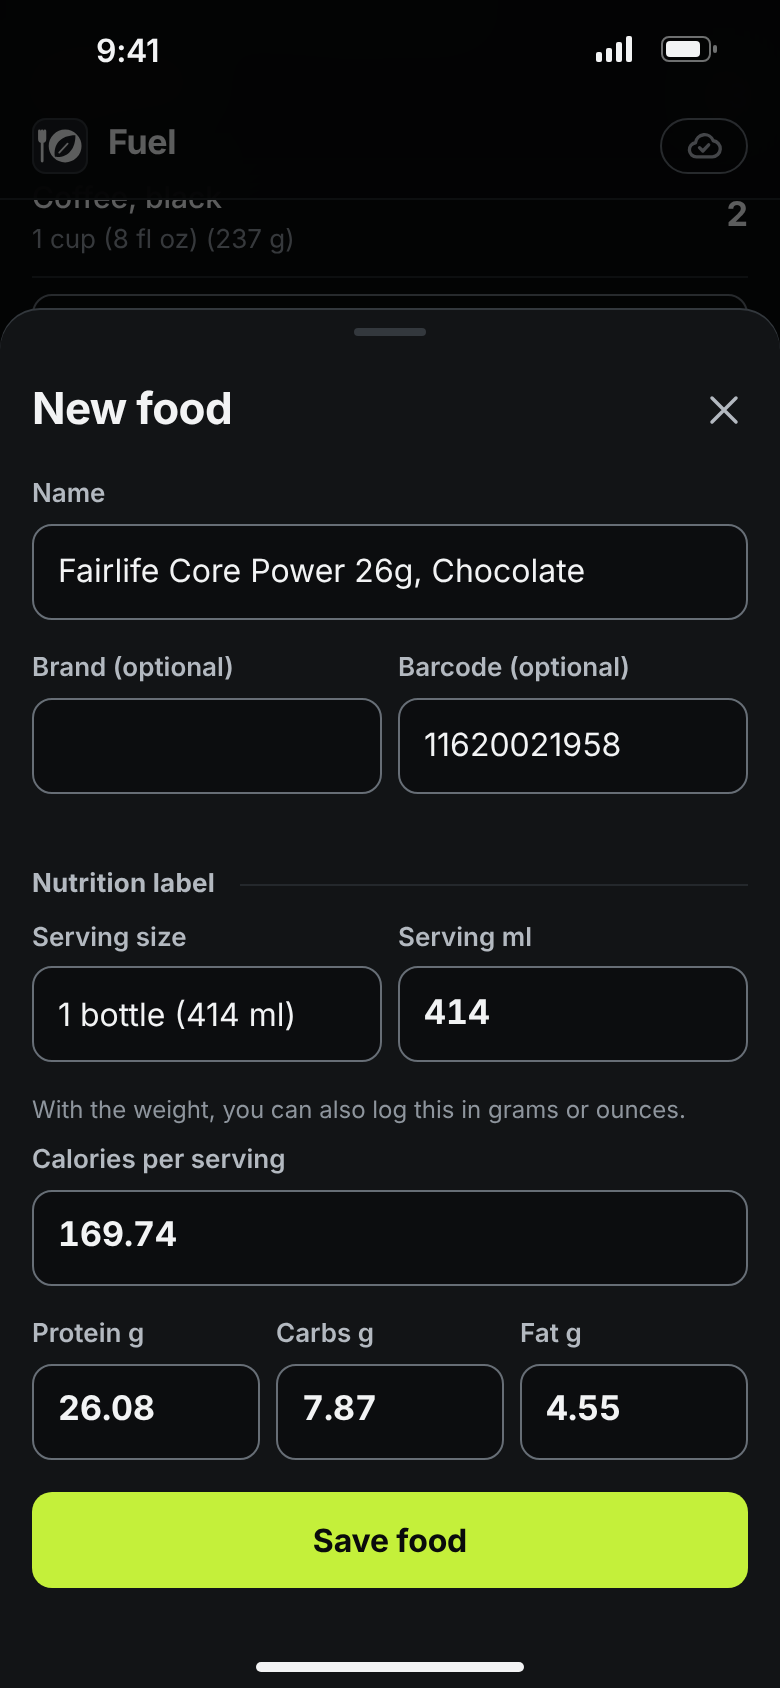 9:41
Fuel
Coffee, black
2
1 cup (8 fl oz) (237 g)
New food
Name
Fairlife Core Power 26g, Chocolate
Brand (optional)
Barcode (optional)
11620021958
Nutrition label
Serving size
Serving ml
1 bottle (414 ml)
414
With the weight, you can also log this in grams or ounces.
Calories per serving
169.74
Protein g
Carbs g
Fat g
26.08
7.87
4.55
Save food